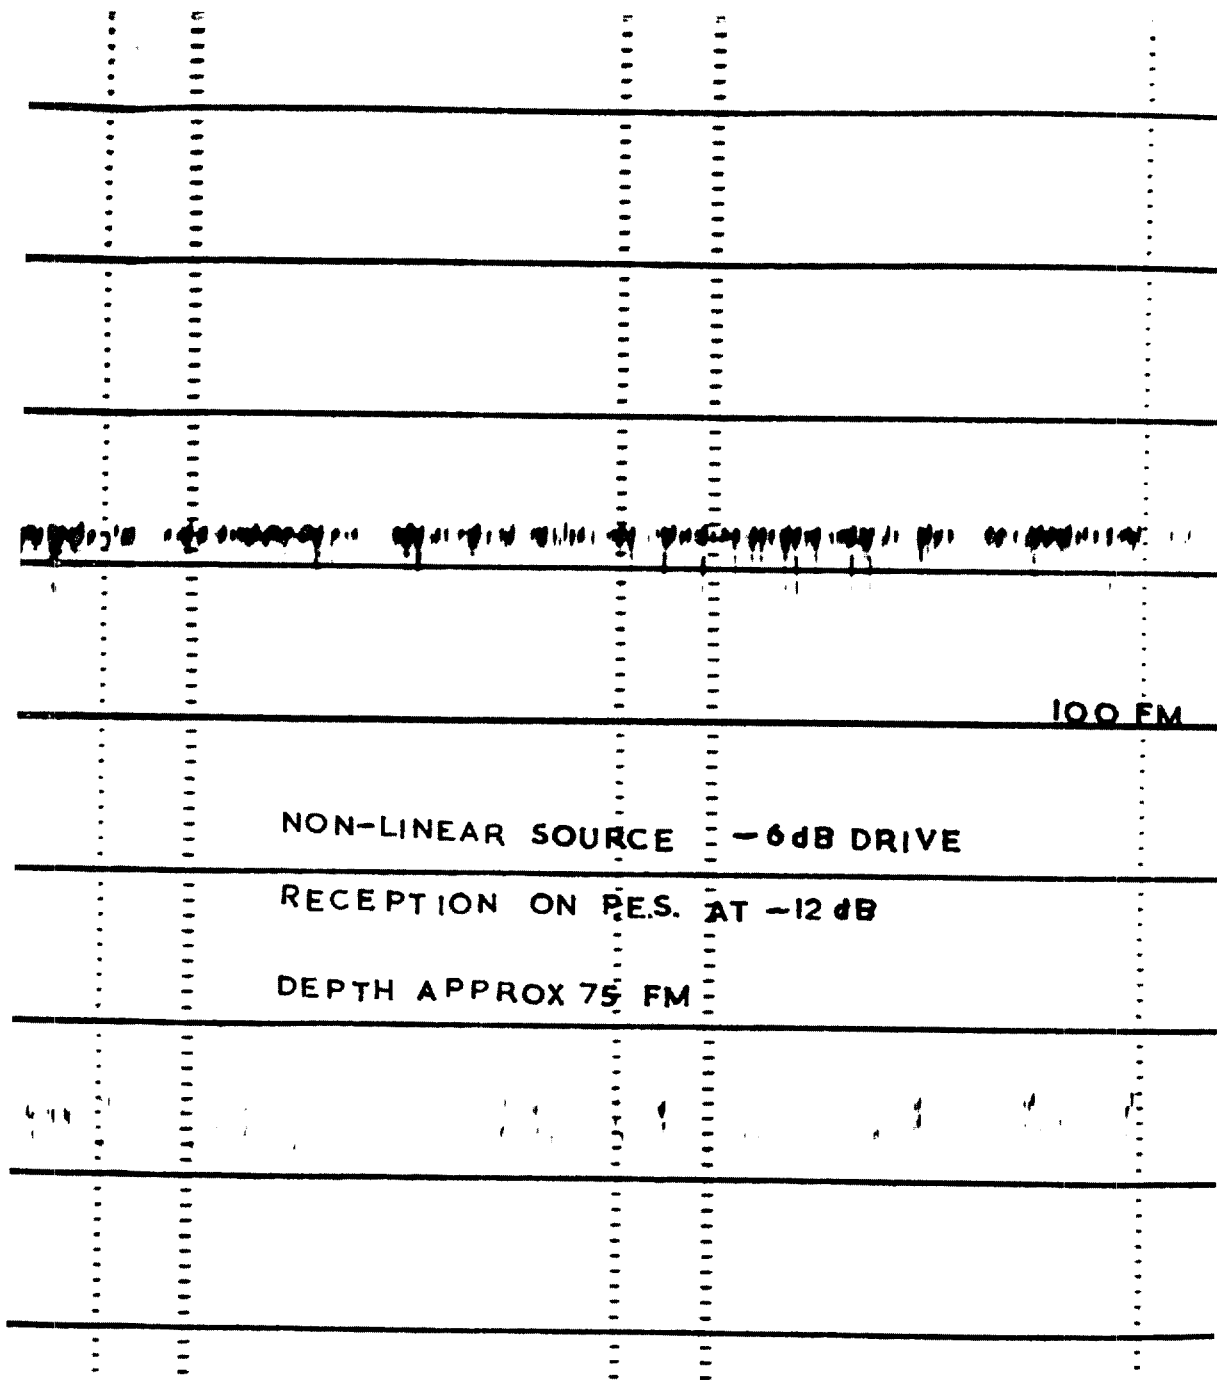 100 FM
NON-LINEAR SOURCE -6dB DRIVE
RECEPTION ON P.E.S. AT -12 dB
DEPTH APPROX 75 FM